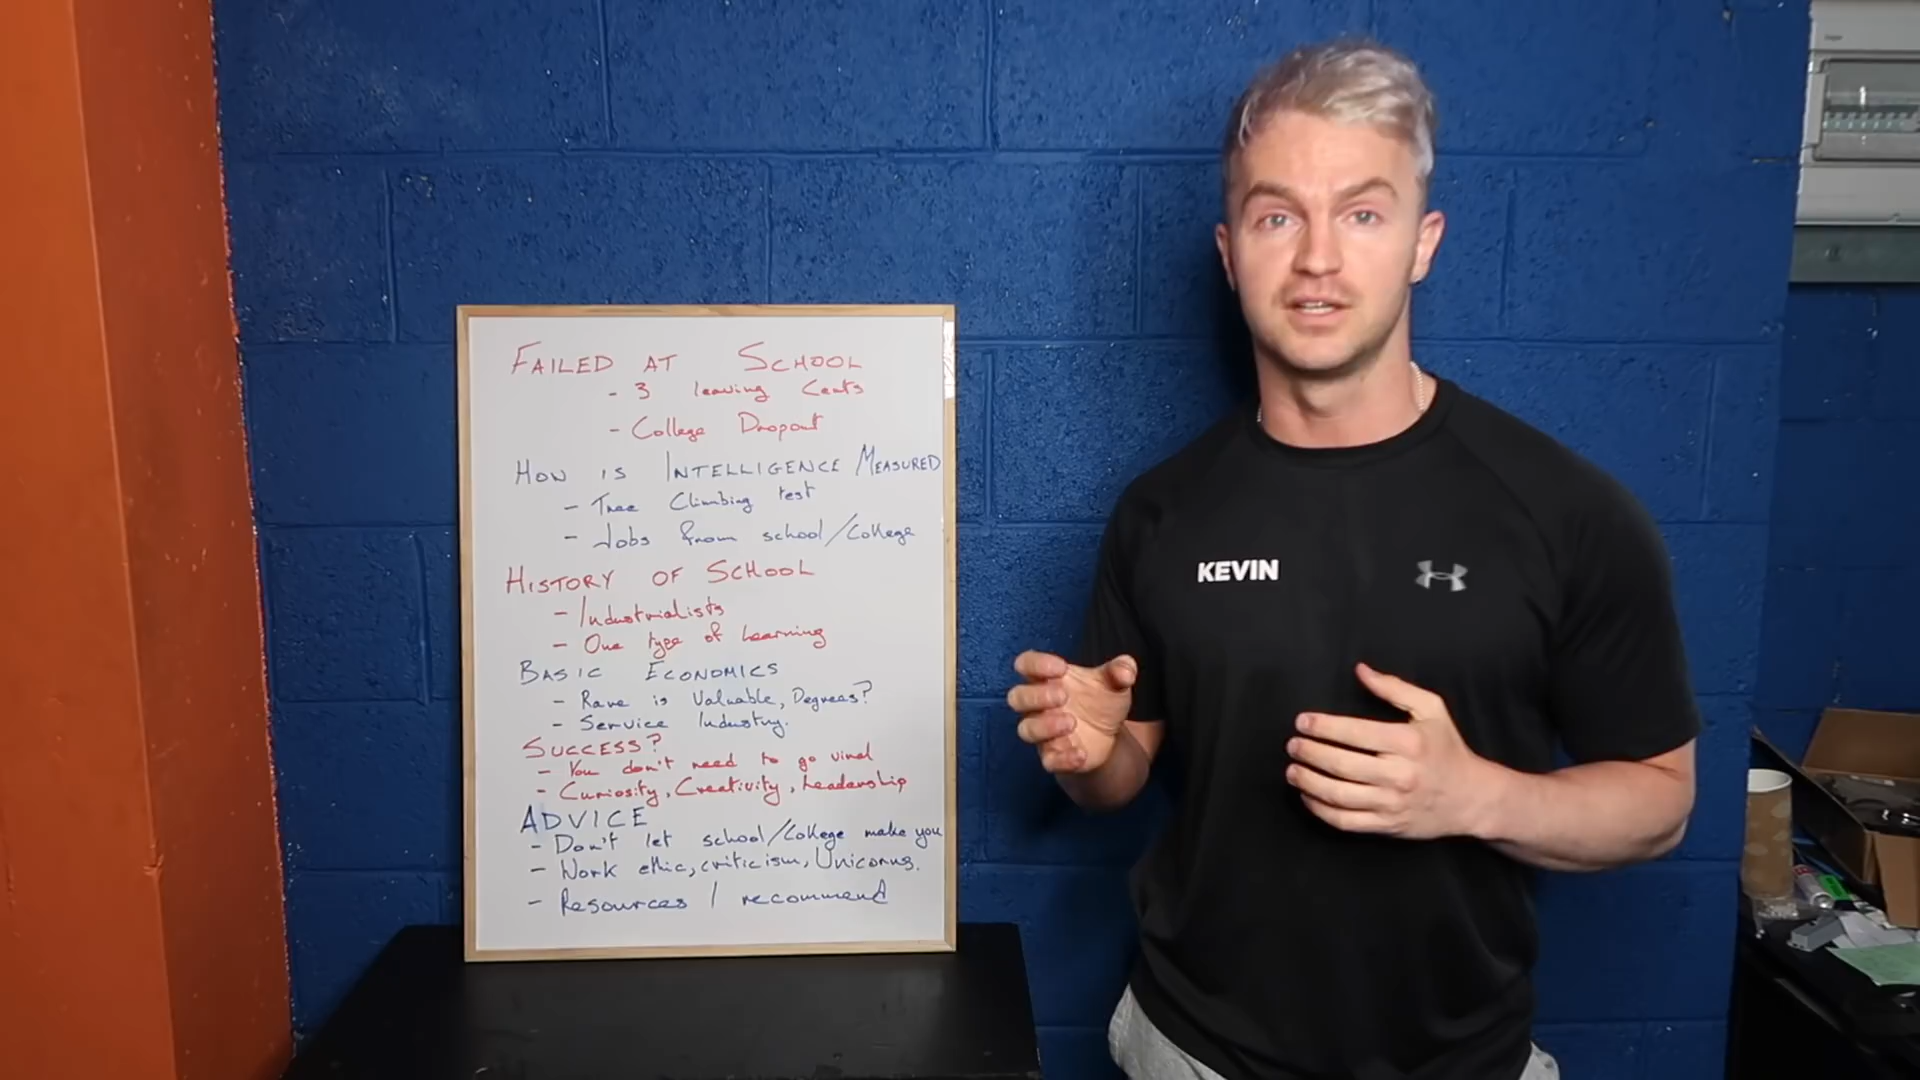 FAILED AT SCHOOL
- 3 leaving Certs
- College Dropout
HOW IS INTELLIGENCE MEASURED
- Tree Climbing test
- Jobs from school/College
HISTORY OF SCHOOL
- Industrialists
- One type of Learning
BASIC ECONOMICS
- Rare is Valuable, Degrees?
- Service Industry.
SUCCESS?
- You don't need to go viral
- Curiosity, Creativity, Leadership
ADVICE
- Don't let school/College make you
- Work ethic, criticism, Unicorns.
- Resources I recommend
KEVIN